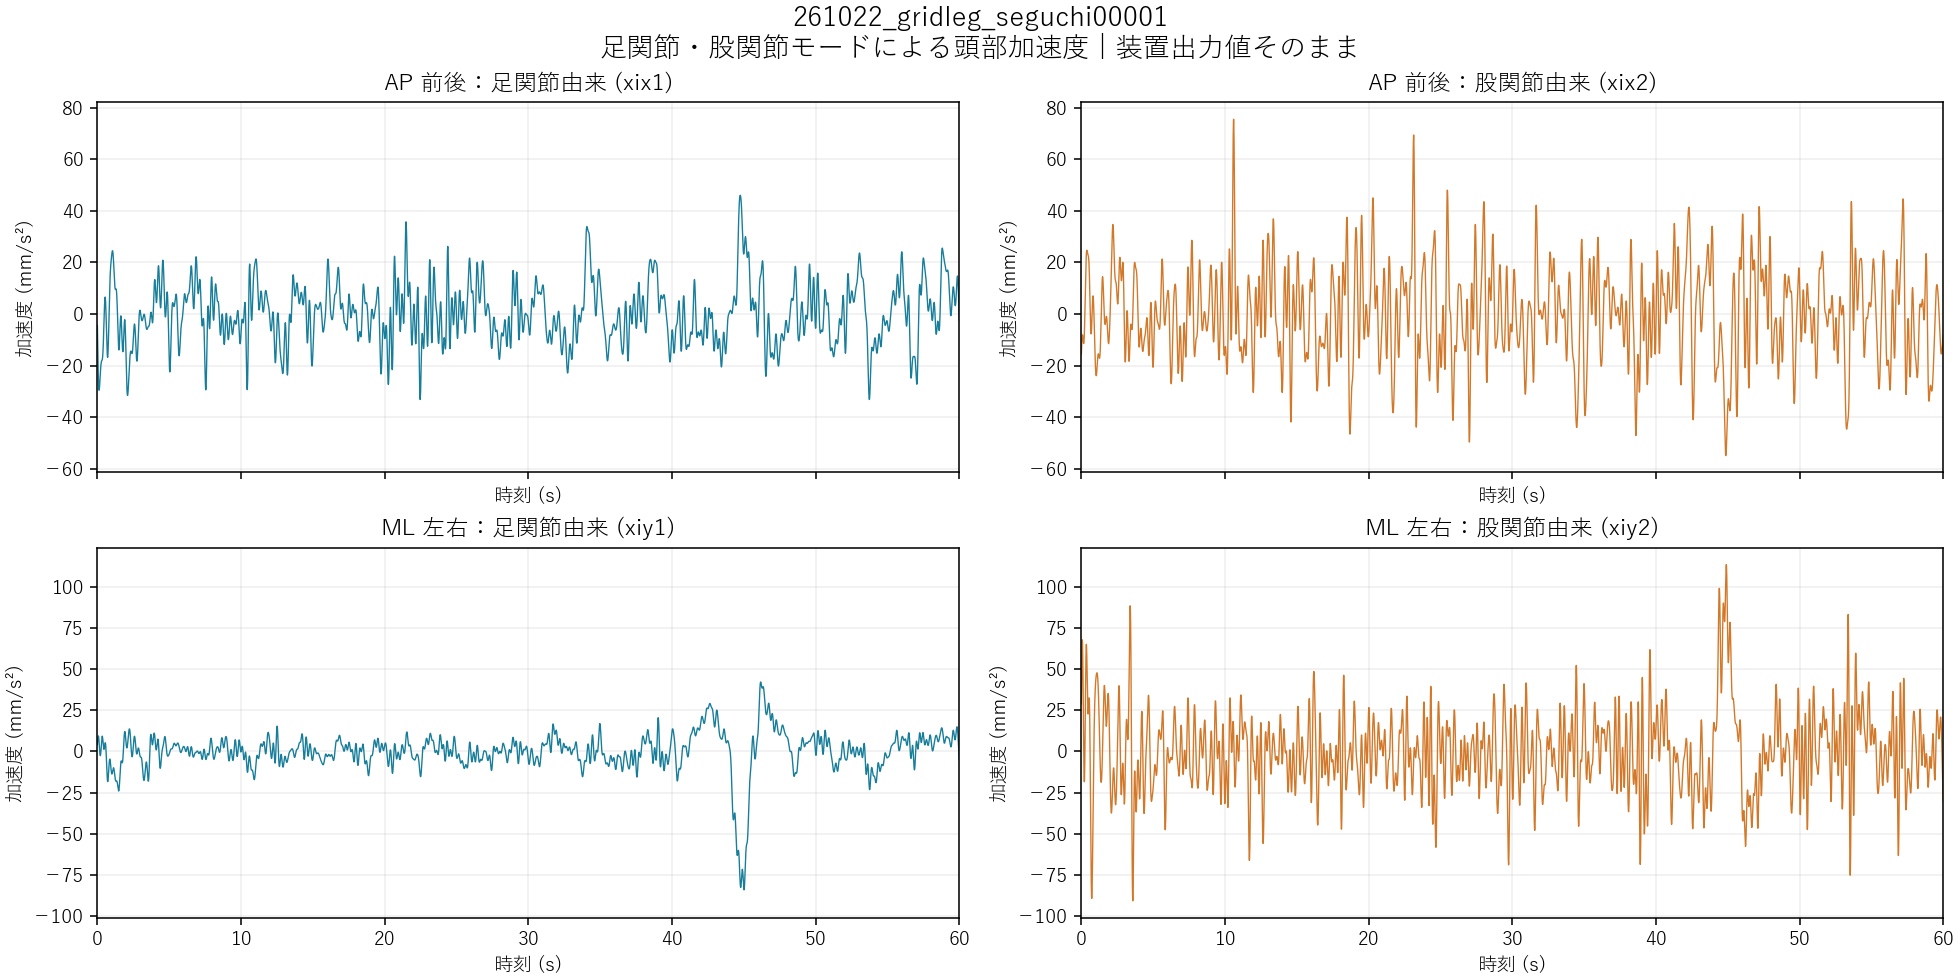 261022_gridleg_seguchi00001
足関節・股関節モードによる頭部加速度｜装置出力値そのまま
AP 前後：足関節由来 (xix1)
80
60
40
20
0
−20
−40
−60
加速度 (mm/s²)
時刻 (s)
AP 前後：股関節由来 (xix2)
80
60
40
20
0
−20
−40
−60
加速度 (mm/s²)
時刻 (s)
ML 左右：足関節由来 (xiy1)
100
75
50
25
0
−25
−50
−75
−100
加速度 (mm/s²)
0 10 20 30 40 50 60
時刻 (s)
ML 左右：股関節由来 (xiy2)
100
75
50
25
0
−25
−50
−75
−100
加速度 (mm/s²)
0 10 20 30 40 50 60
時刻 (s)